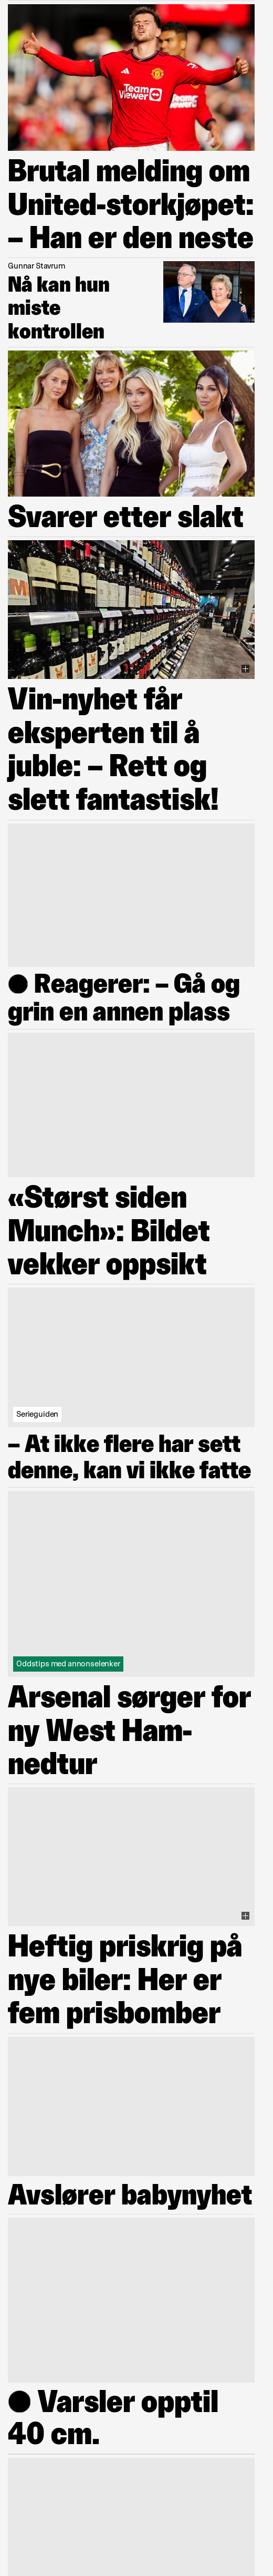 Team
Viewer
Team
Brutal melding om
United-storkjøpet:
– Han er den neste
Gunnar Stavrum
Nå kan hun
miste
kontrollen
Svarer etter slakt
Vin-nyhet får
eksperten til å
juble: – Rett og
slett fantastisk!
● Reagerer: – Gå og
grin en annen plass
«Størst siden
Munch»: Bildet
vekker oppsikt
Serieguiden
– At ikke flere har sett
denne, kan vi ikke fatte
Oddstips med annonselenker
Arsenal sørger for
ny West Ham-
nedtur
Heftig priskrig på
nye biler: Her er
fem prisbomber
Avslører babynyhet
● Varsler opptil
40 cm.